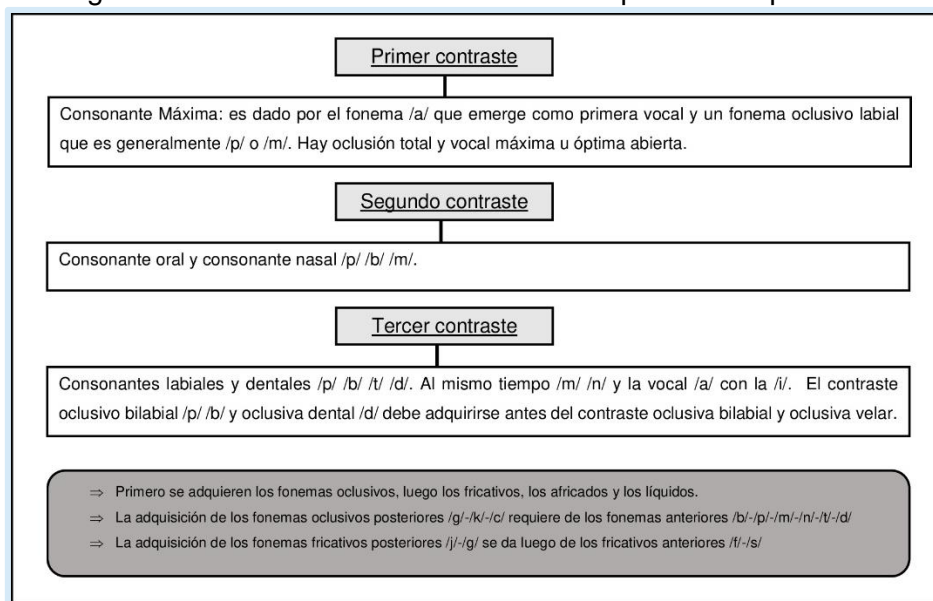 Primer contraste
Consonante Máxima: es dado por el fonema /a/ que emerge como primera vocal y un fonema oclusivo labial
que es generalmente /p/ o /m/. Hay oclusión total y vocal máxima u óptima abierta.
Segundo contraste
Consonante oral y consonante nasal /p/ /b/ /m/.
Tercer contraste
Consonantes labiales y dentales /p/ /b/ /t/ /d/. Al mismo tiempo /m/ /n/ y la vocal /a/ con la /i/. El contraste
oclusivo bilabial /p/ /b/ y oclusiva dental /d/ debe adquirirse antes del contraste oclusiva bilabial y oclusiva velar.
⇒ Primero se adquieren los fonemas oclusivos, luego los fricativos, los africados y los líquidos.
⇒ La adquisición de los fonemas oclusivos posteriores /g/-/k/-/c/ requiere de los fonemas anteriores /b/-/p/-/m/-/n/-/t/-/d/
⇒ La adquisición de los fonemas fricativos posteriores /j/-/g/ se da luego de los fricativos anteriores /f/-/s/